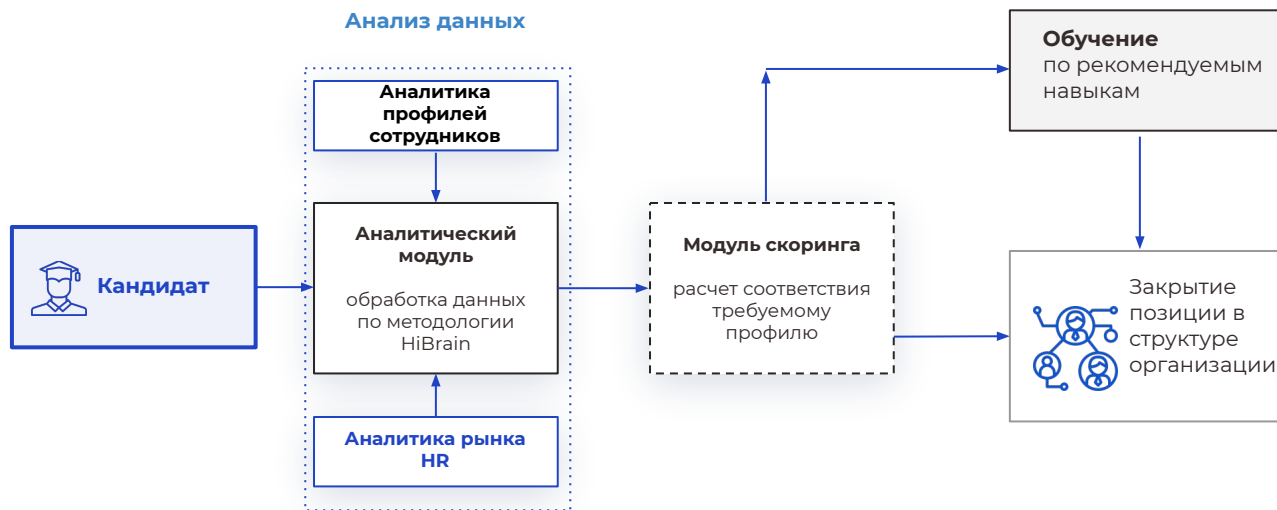 Анализ данных
Аналитика
профилей
сотрудников
Кандидат
Аналитический
модуль
обработка данных
по методологии
HiBrain
Аналитика рынка
HR
Модуль скоринга
расчет соответствия
требуемому
профилю
Обучение
по рекомендуемым
навыкам
Закрытие
позиции в
структуре
организации